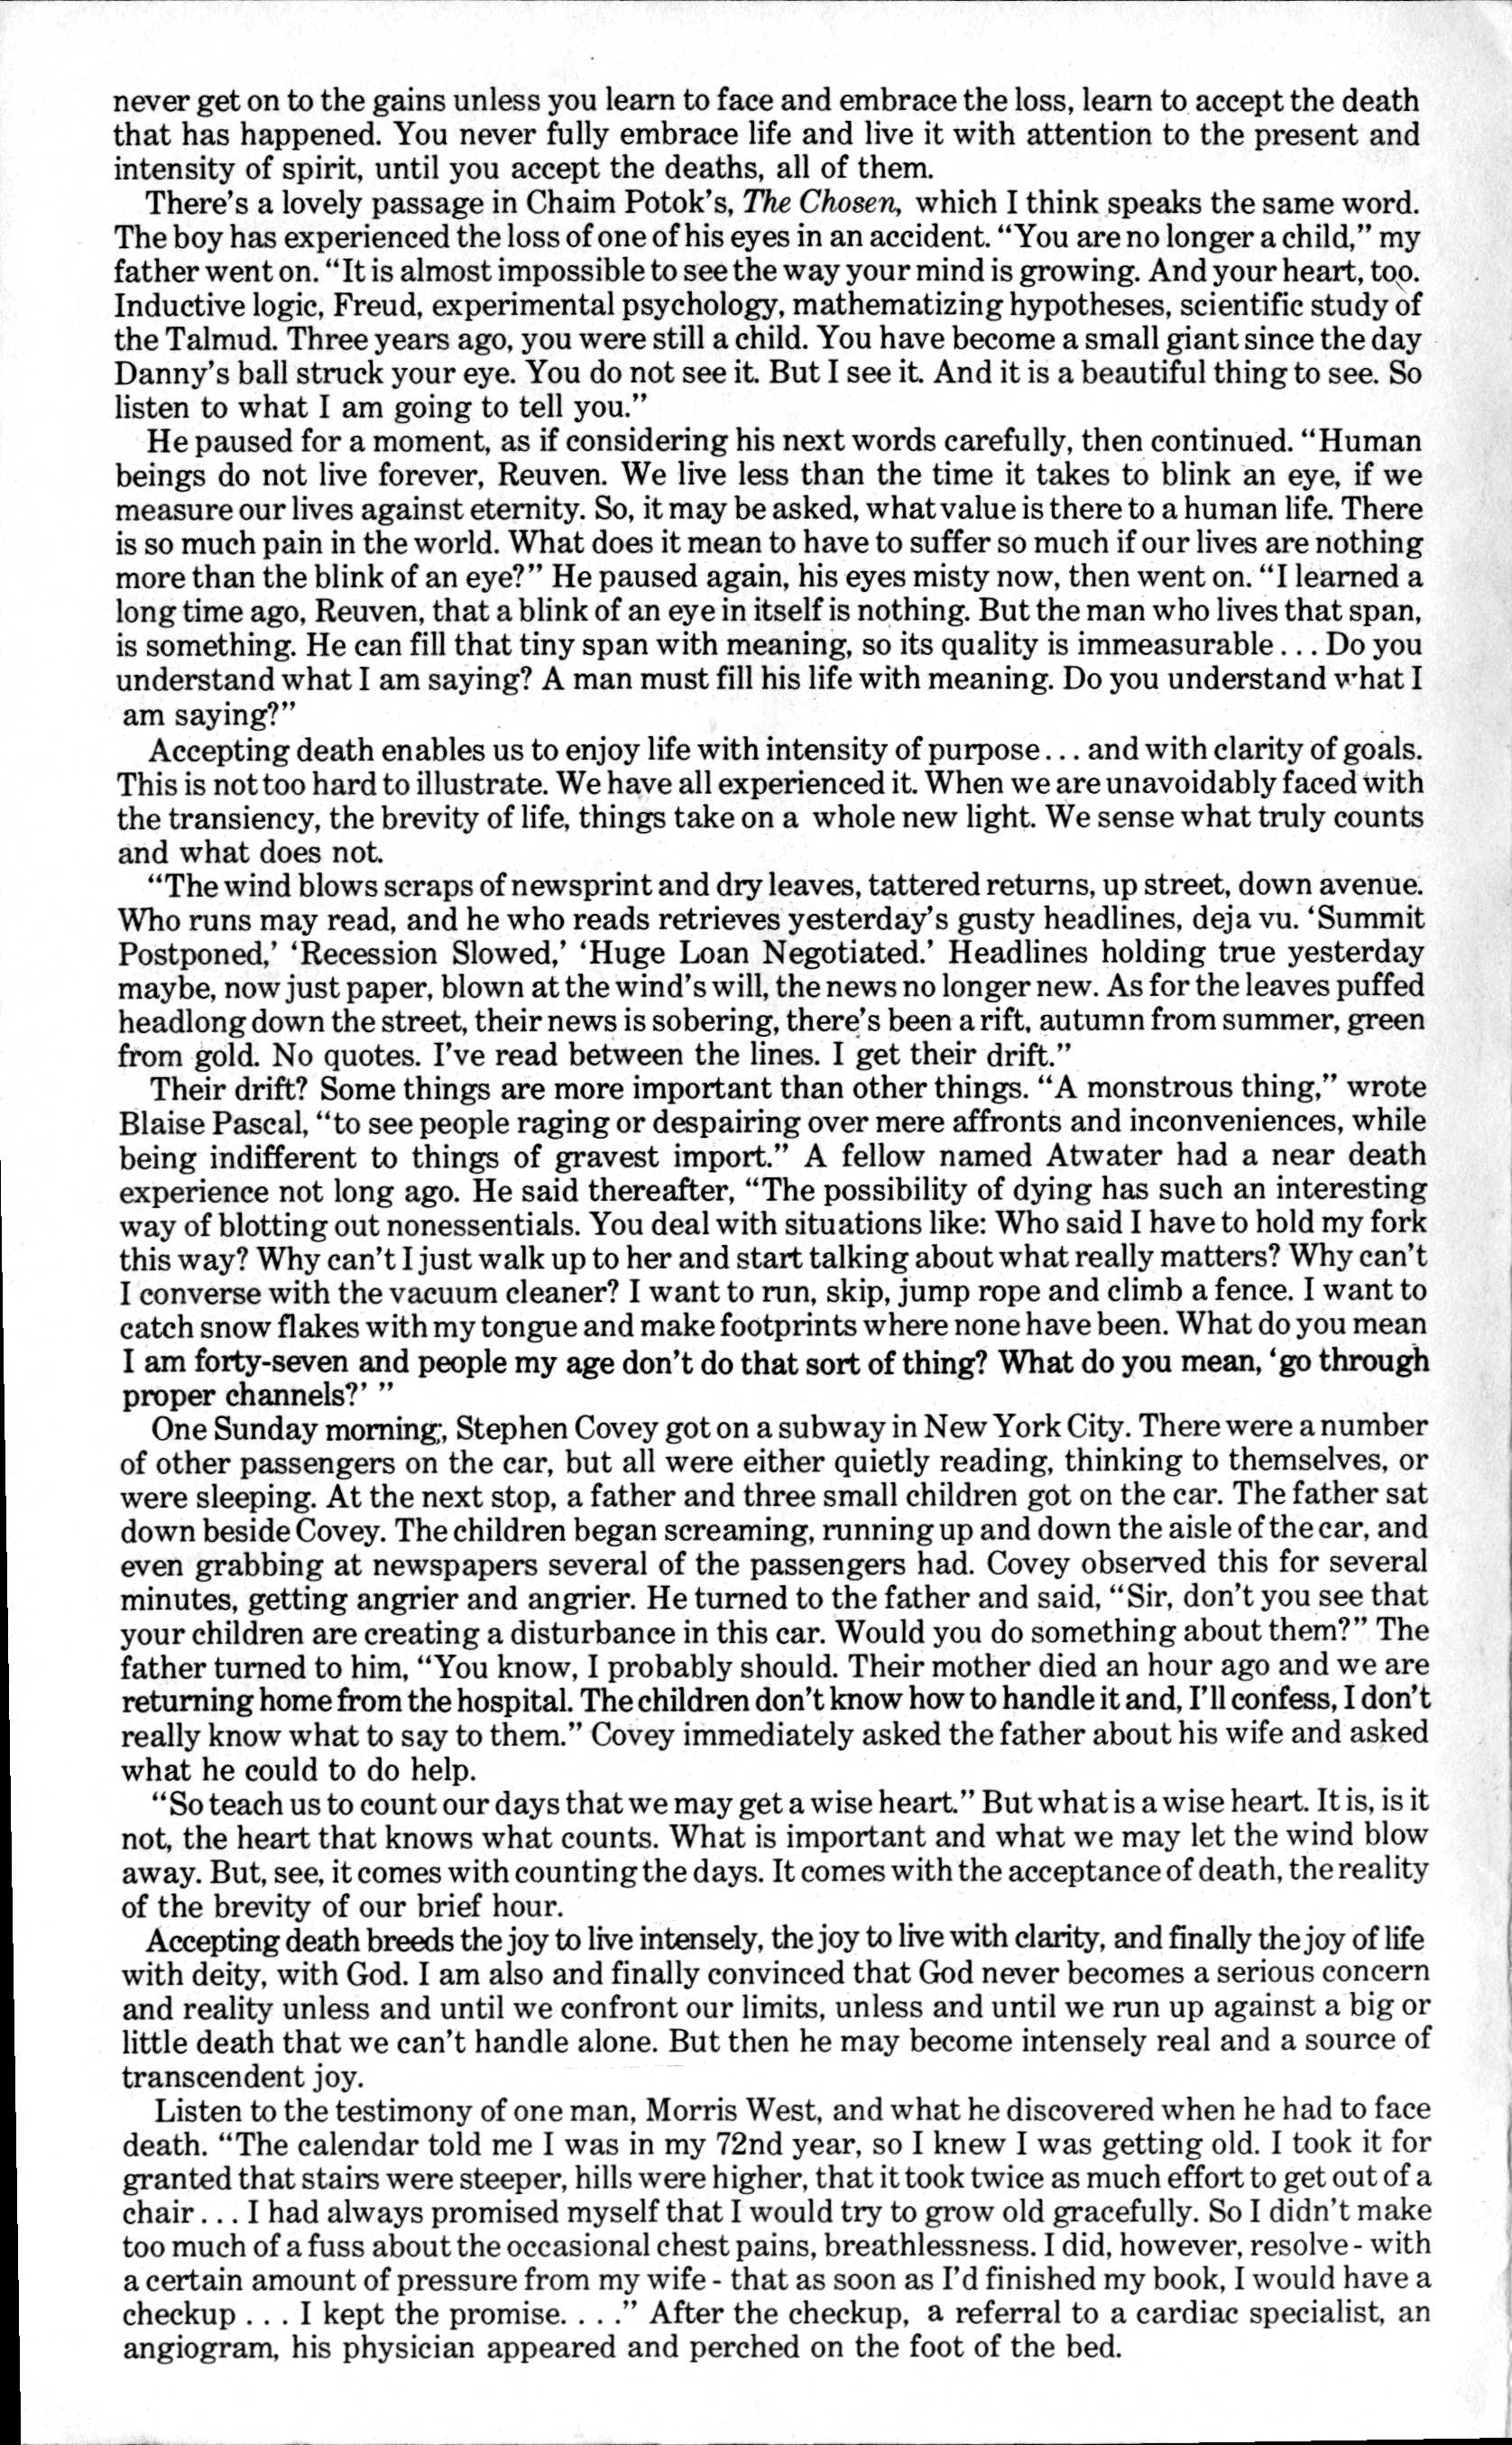 never get on to the gains unless you learn to face and embrace the loss, learn to accept the death
that has happened. You never fully embrace life and live it with attention to the present and
intensity of spirit, until you accept the deaths, all of them.
There's a lovely passage in Chaim Potok's, The Chosen, which I think speaks the same word.
The boy has experienced the loss of one of his eyes in an accident. “You are no longer a child,” my
father went on. “It is almost impossible to see the way your mind is growing. And your heart, too.
Inductive logic, Freud, experimental psychology, mathematizing hypotheses, scientific study of
the Talmud. Three years ago, you were still a child. You have become a small giant since the day
Danny's ball struck your eye. You do not see it. But I see it. And it is a beautiful thing to see. So
listen to what I am going to tell you.”
He paused for a moment, as if considering his next words carefully, then continued. “Human
beings do not live forever, Reuven. We live less than the time it takes to blink an eye, if we
measure our lives against eternity. So, it may be asked, what value is there to a human life. There
is so much pain in the world. What does it mean to have to suffer so much if our lives are nothing
more than the blink of an eye?” He paused again, his eyes misty now, then went on. “I learned a
long time ago, Reuven, that a blink of an eye in itself is nothing. But the man who lives that span,
is something. He can fill that tiny span with meaning, so its quality is immeasurable . . . Do you
understand what I am saying? A man must fill his life with meaning. Do you understand what I
am saying?”
Accepting death enables us to enjoy life with intensity of purpose . . . and with clarity of goals.
This is not too hard to illustrate. We have all experienced it. When we are unavoidably faced with
the transiency, the brevity of life, things take on a whole new light. We sense what truly counts
and what does not.
“The wind blows scraps of newsprint and dry leaves, tattered returns, up street, down avenue.
Who runs may read, and he who reads retrieves yesterday's gusty headlines, deja vu. ‘Summit
Postponed,’ ‘Recession Slowed,’ ‘Huge Loan Negotiated.’ Headlines holding true yesterday
maybe, now just paper, blown at the wind's will, the news no longer new. As for the leaves puffed
headlong down the street, their news is sobering, there's been a rift, autumn from summer, green
from gold. No quotes. I've read between the lines. I get their drift.”
Their drift? Some things are more important than other things. “A monstrous thing,” wrote
Blaise Pascal, “to see people raging or despairing over mere affronts and inconveniences, while
being indifferent to things of gravest import.” A fellow named Atwater had a near death
experience not long ago. He said thereafter, “The possibility of dying has such an interesting
way of blotting out nonessentials. You deal with situations like: Who said I have to hold my fork
this way? Why can't I just walk up to her and start talking about what really matters? Why can't
I converse with the vacuum cleaner? I want to run, skip, jump rope and climb a fence. I want to
catch snow flakes with my tongue and make footprints where none have been. What do you mean
I am forty-seven and people my age don't do that sort of thing? What do you mean, ‘go through
proper channels?’ ”
One Sunday morning;, Stephen Covey got on a subway in New York City. There were a number
of other passengers on the car, but all were either quietly reading, thinking to themselves, or
were sleeping. At the next stop, a father and three small children got on the car. The father sat
down beside Covey. The children began screaming, running up and down the aisle of the car, and
even grabbing at newspapers several of the passengers had. Covey observed this for several
minutes, getting angrier and angrier. He turned to the father and said, “Sir, don't you see that
your children are creating a disturbance in this car. Would you do something about them?” The
father turned to him, “You know, I probably should. Their mother died an hour ago and we are
returning home from the hospital. The children don't know how to handle it and, I'll confess, I don't
really know what to say to them.” Covey immediately asked the father about his wife and asked
what he could to do help.
“So teach us to count our days that we may get a wise heart.” But what is a wise heart. It is, is it
not, the heart that knows what counts. What is important and what we may let the wind blow
away. But, see, it comes with counting the days. It comes with the acceptance of death, the reality
of the brevity of our brief hour.
Accepting death breeds the joy to live intensely, the joy to live with clarity, and finally the joy of life
with deity, with God. I am also and finally convinced that God never becomes a serious concern
and reality unless and until we confront our limits, unless and until we run up against a big or
little death that we can't handle alone. But then he may become intensely real and a source of
transcendent joy.
Listen to the testimony of one man, Morris West, and what he discovered when he had to face
death. “The calendar told me I was in my 72nd year, so I knew I was getting old. I took it for
granted that stairs were steeper, hills were higher, that it took twice as much effort to get out of a
chair . . . I had always promised myself that I would try to grow old gracefully. So I didn't make
too much of a fuss about the occasional chest pains, breathlessness. I did, however, resolve - with
a certain amount of pressure from my wife - that as soon as I'd finished my book, I would have a
checkup . . . I kept the promise. . . .” After the checkup, a referral to a cardiac specialist, an
angiogram, his physician appeared and perched on the foot of the bed.